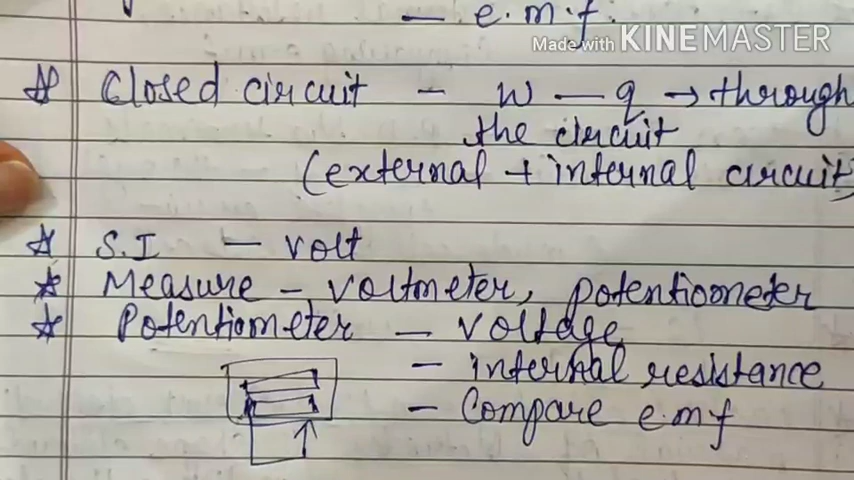 — e.m.f.
Made with KINEMASTER
Closed circuit - w — q → through
the circuit
(external + internal circuit)
S.I — volt
Measure - voltmeter, potentiometer
Potentiometer - voltage
- internal resistance
- Compare e.m.f